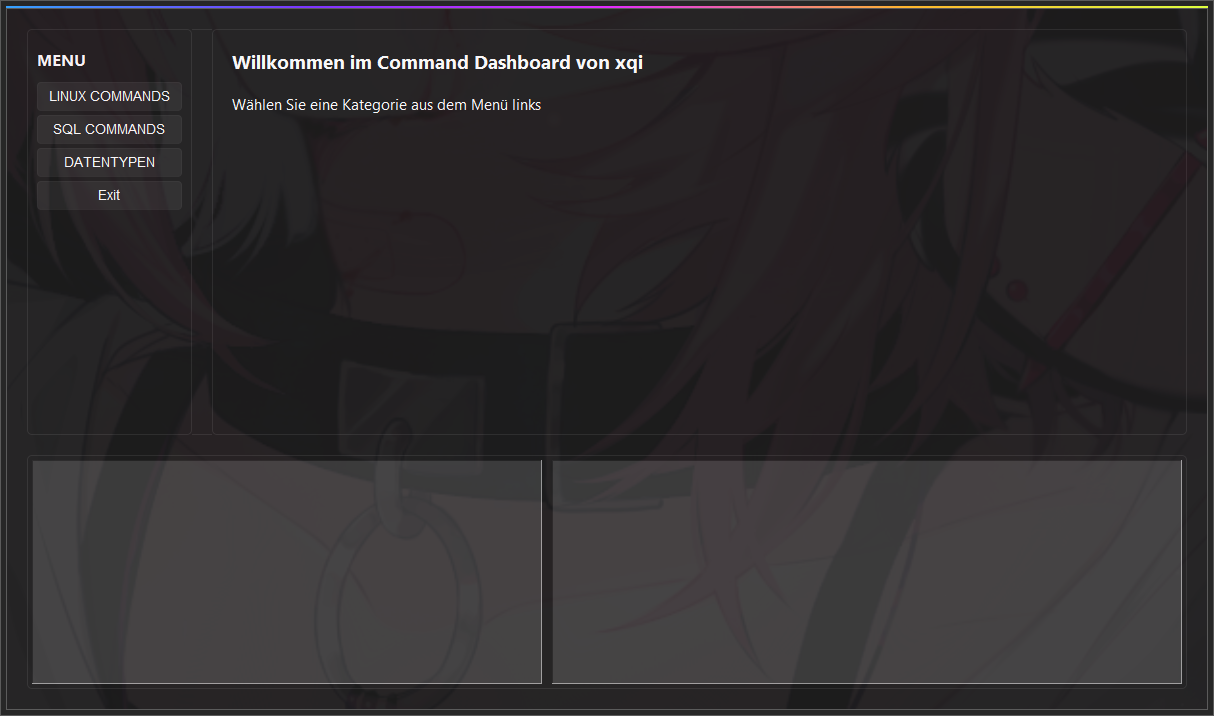 MENU
LINUX COMMANDS
SQL COMMANDS
DATENTYPEN
Exit
Willkommen im Command Dashboard von xqi
Wählen Sie eine Kategorie aus dem Menü links